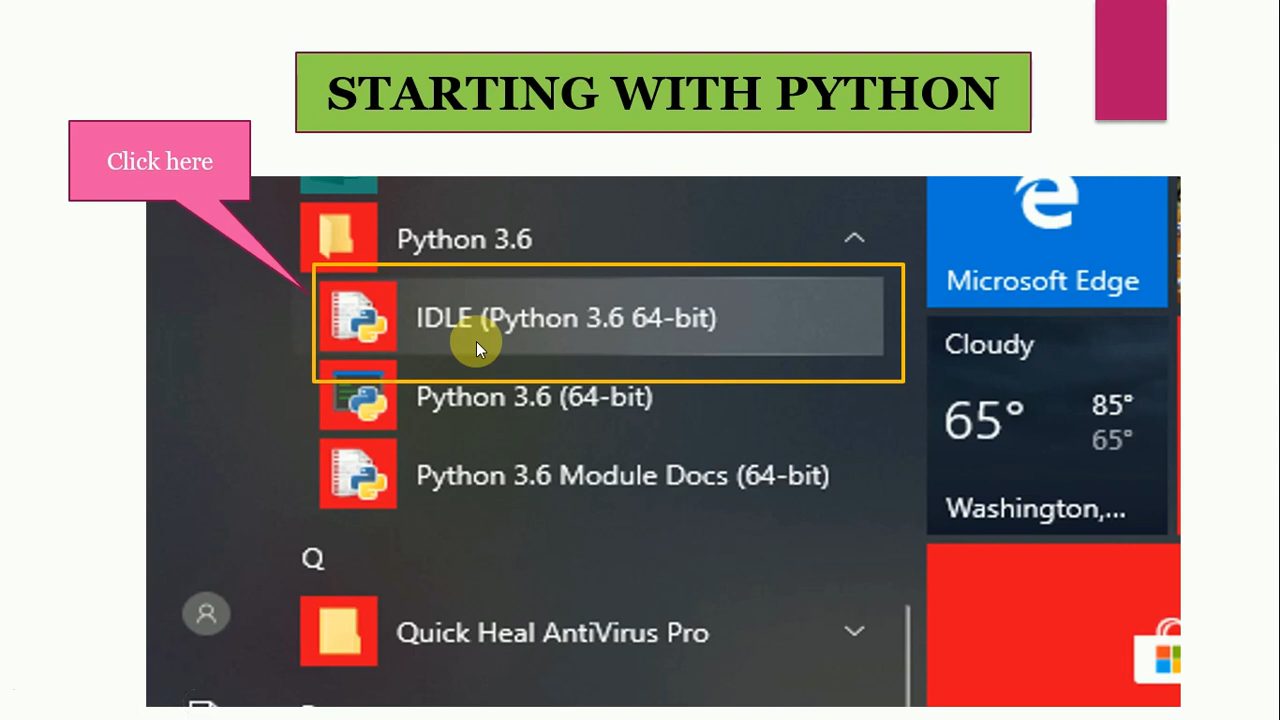 STARTING WITH PYTHON
Click here
Python 3.6
IDLE (Python 3.6 64-bit)
Python 3.6 (64-bit)
Python 3.6 Module Docs (64-bit)
Q
Quick Heal AntiVirus Pro
Microsoft Edge
Cloudy
65° 85°
65°
Washington,...